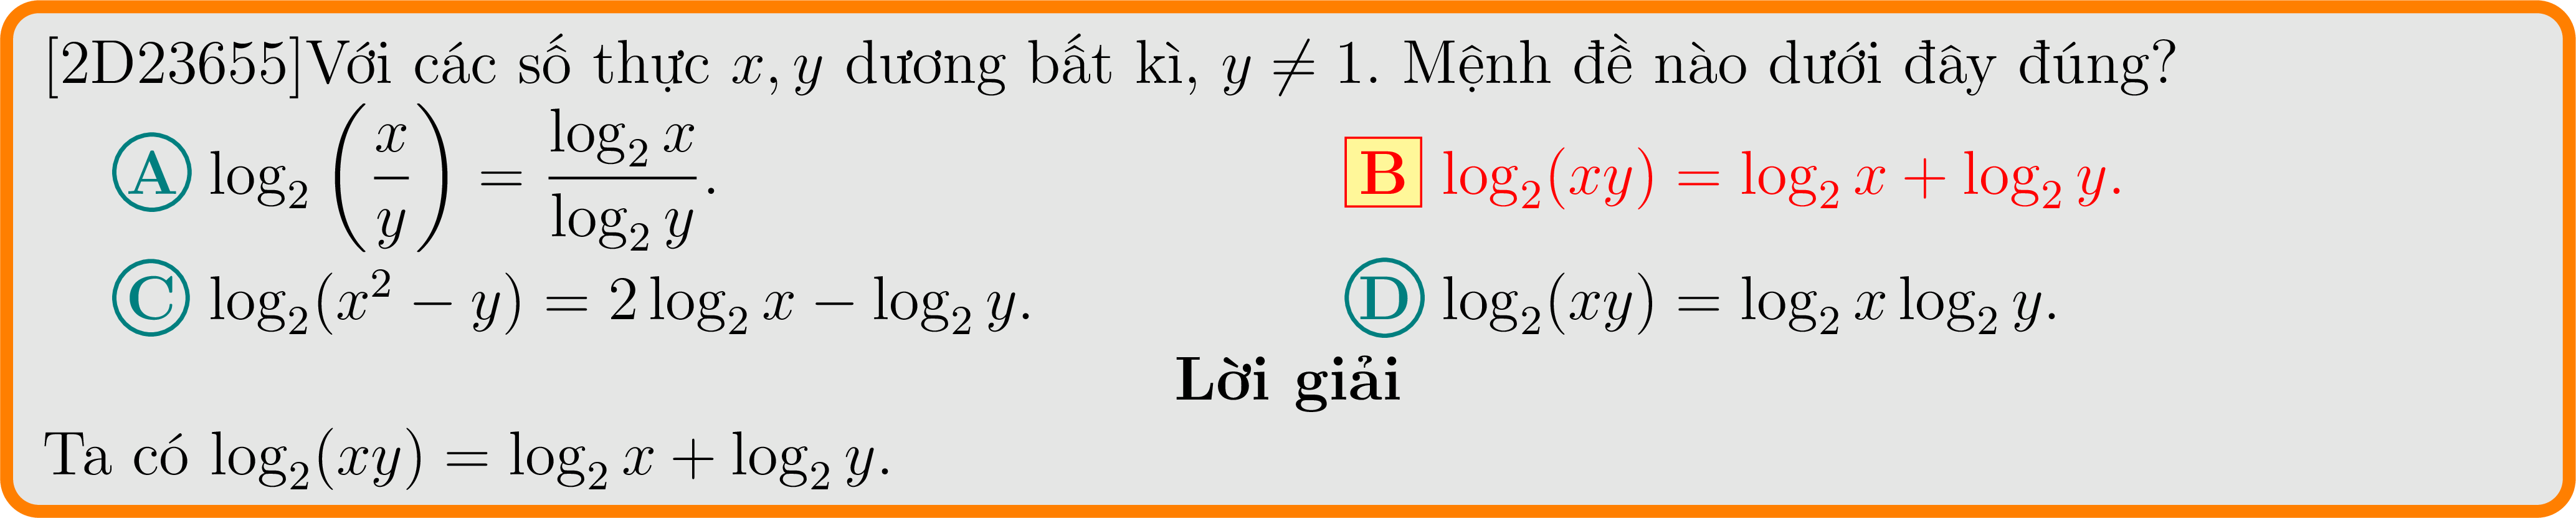 [2D23655]Với các số thực $x, y$ dương bất kì, $y \neq 1$. Mệnh đề nào dưới đây đúng?
A $\log_2 \left(\dfrac{x}{y}\right) = \dfrac{\log_2 x}{\log_2 y}$. B $\log_2(xy) = \log_2 x + \log_2 y$.
C $\log_2(x^2 - y) = 2\log_2 x - \log_2 y$. D $\log_2(xy) = \log_2 x \log_2 y$.
Lời giải
Ta có $\log_2(xy) = \log_2 x + \log_2 y$.